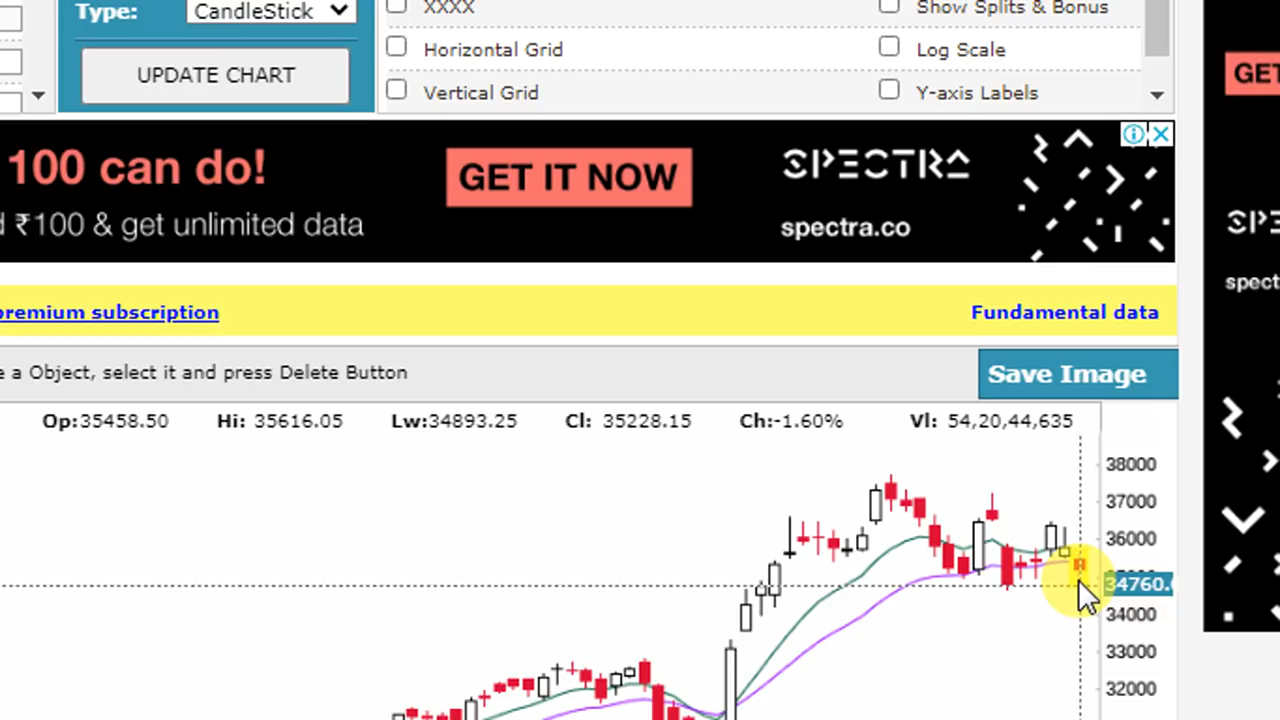 XXXX
Show Splits & Bonus
Type: CandleStick
Horizontal Grid
Log Scale
UPDATE CHART
Vertical Grid
Y-axis Labels
100 can do!
GET IT NOW
SPECTRA
₹100 & get unlimited data
spectra.co
GET
premium subscription
Fundamental data
e a Object, select it and press Delete Button
Save Image
Op:35458.50 Hi: 35616.05 Lw:34893.25 Cl: 35228.15 Ch:-1.60% Vl: 54,20,44,635
38000
37000
36000
34760.
34000
33000
32000